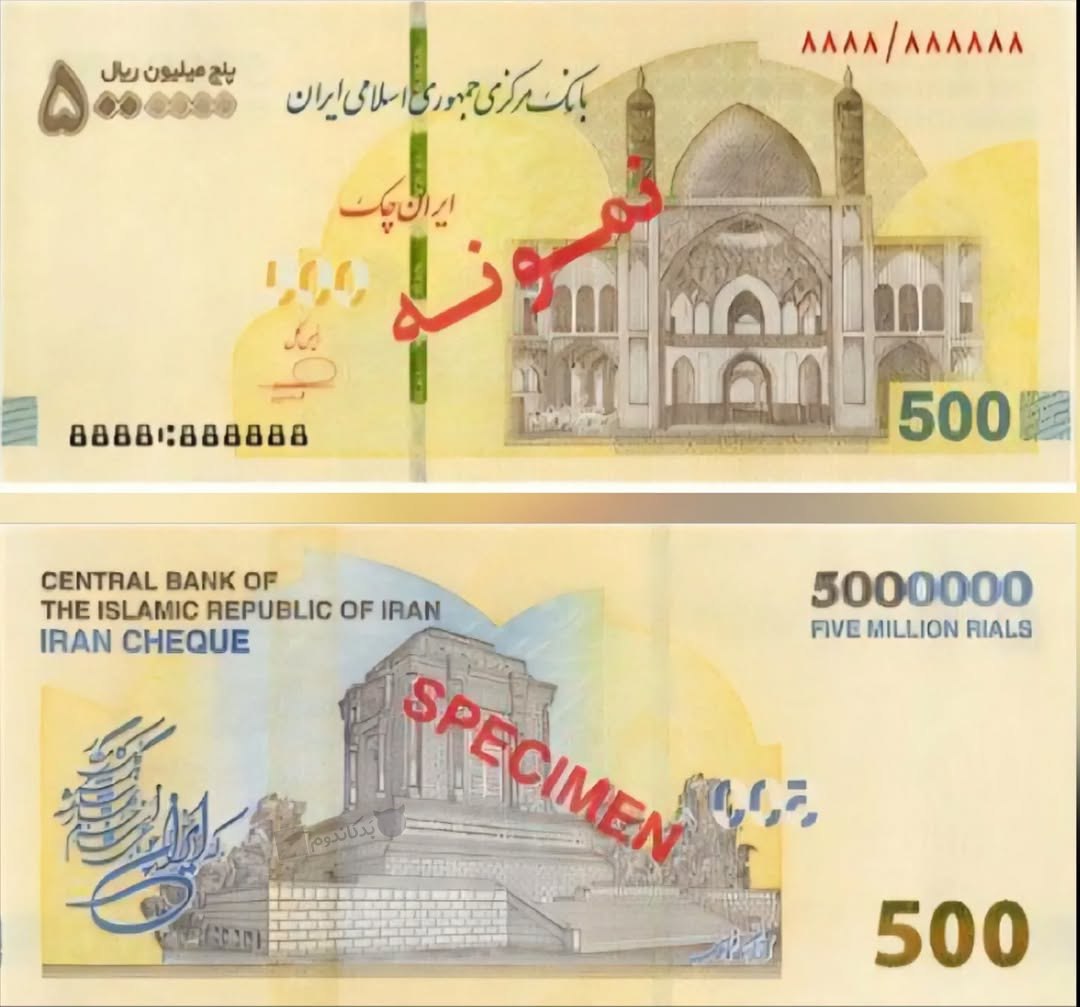 ۸۸۸۸/۸۸۸۸۸۸
پنج میلیون ریال
۵۰۰۰۰۰۰
بانک مرکزی جمهوری اسلامی ایران
ایران چک
نمونه
500
8888:888888
CENTRAL BANK OF
THE ISLAMIC REPUBLIC OF IRAN
IRAN CHEQUE
5000000
FIVE MILLION RIALS
SPECIMEN
500